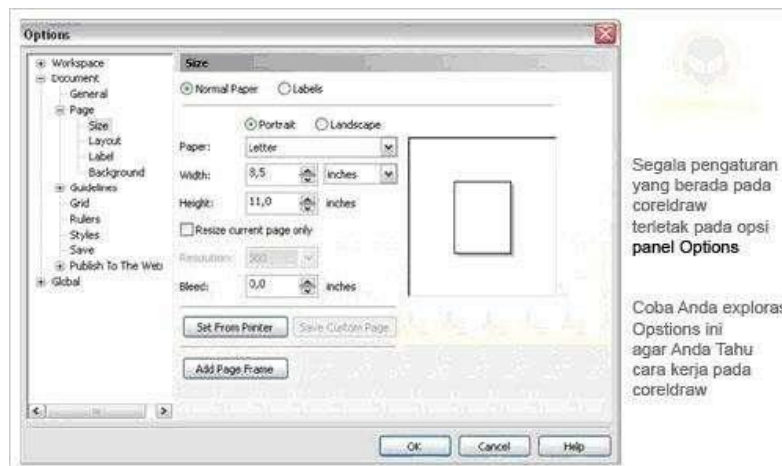 Options
Workspace
Document
General
Page
Size
Layout
Label
Background
Guidelines
Grid
Rulers
Styles
Save
Publish To The Web
Global
Size
Normal Paper Labels
Portrait Landscape
Paper: Letter
Width: 8,5 inches
Height: 11,0 inches
Resize current page only
Resolution: 300
Bleed: 0,0 inches
Set From Printer Save Custom Page
Add Page Frame
OK Cancel Help
Segala pengaturan
yang berada pada
coreldraw
terletak pada opsi
panel Options
Coba Anda exploras
Opstions ini
agar Anda Tahu
cara kerja pada
coreldraw